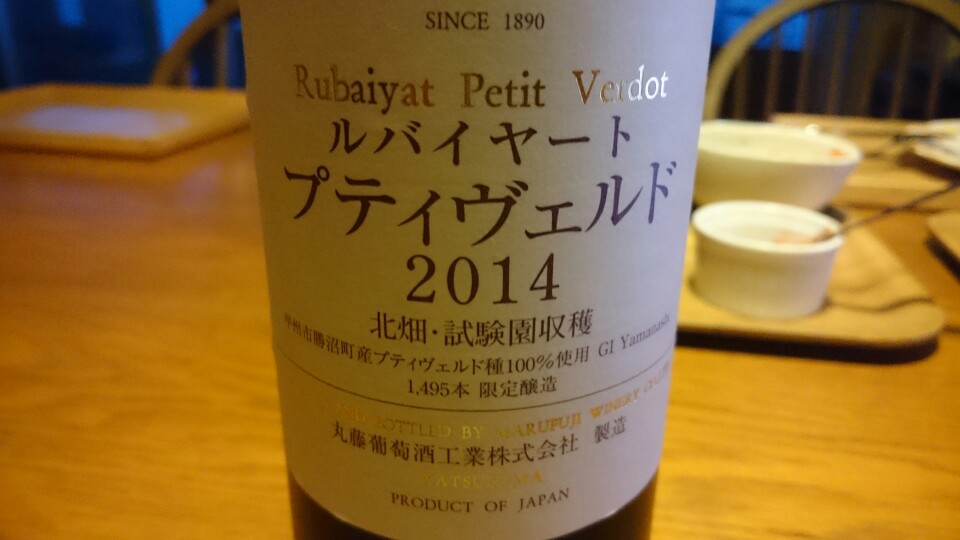 SINCE 1890
Rubaiyat Petit Verdot
ルバイヤート
プティヴェルド
2014
北畑・試験園収穫
甲州市勝沼町産プティヴェルド種100%使用 GI Yamanashi
1,495本 限定醸造
BOTTLED BY MARUFUJI WINERY CO.,
丸藤葡萄酒工業株式会社 製造
KATSUNUMA
PRODUCT OF JAPAN